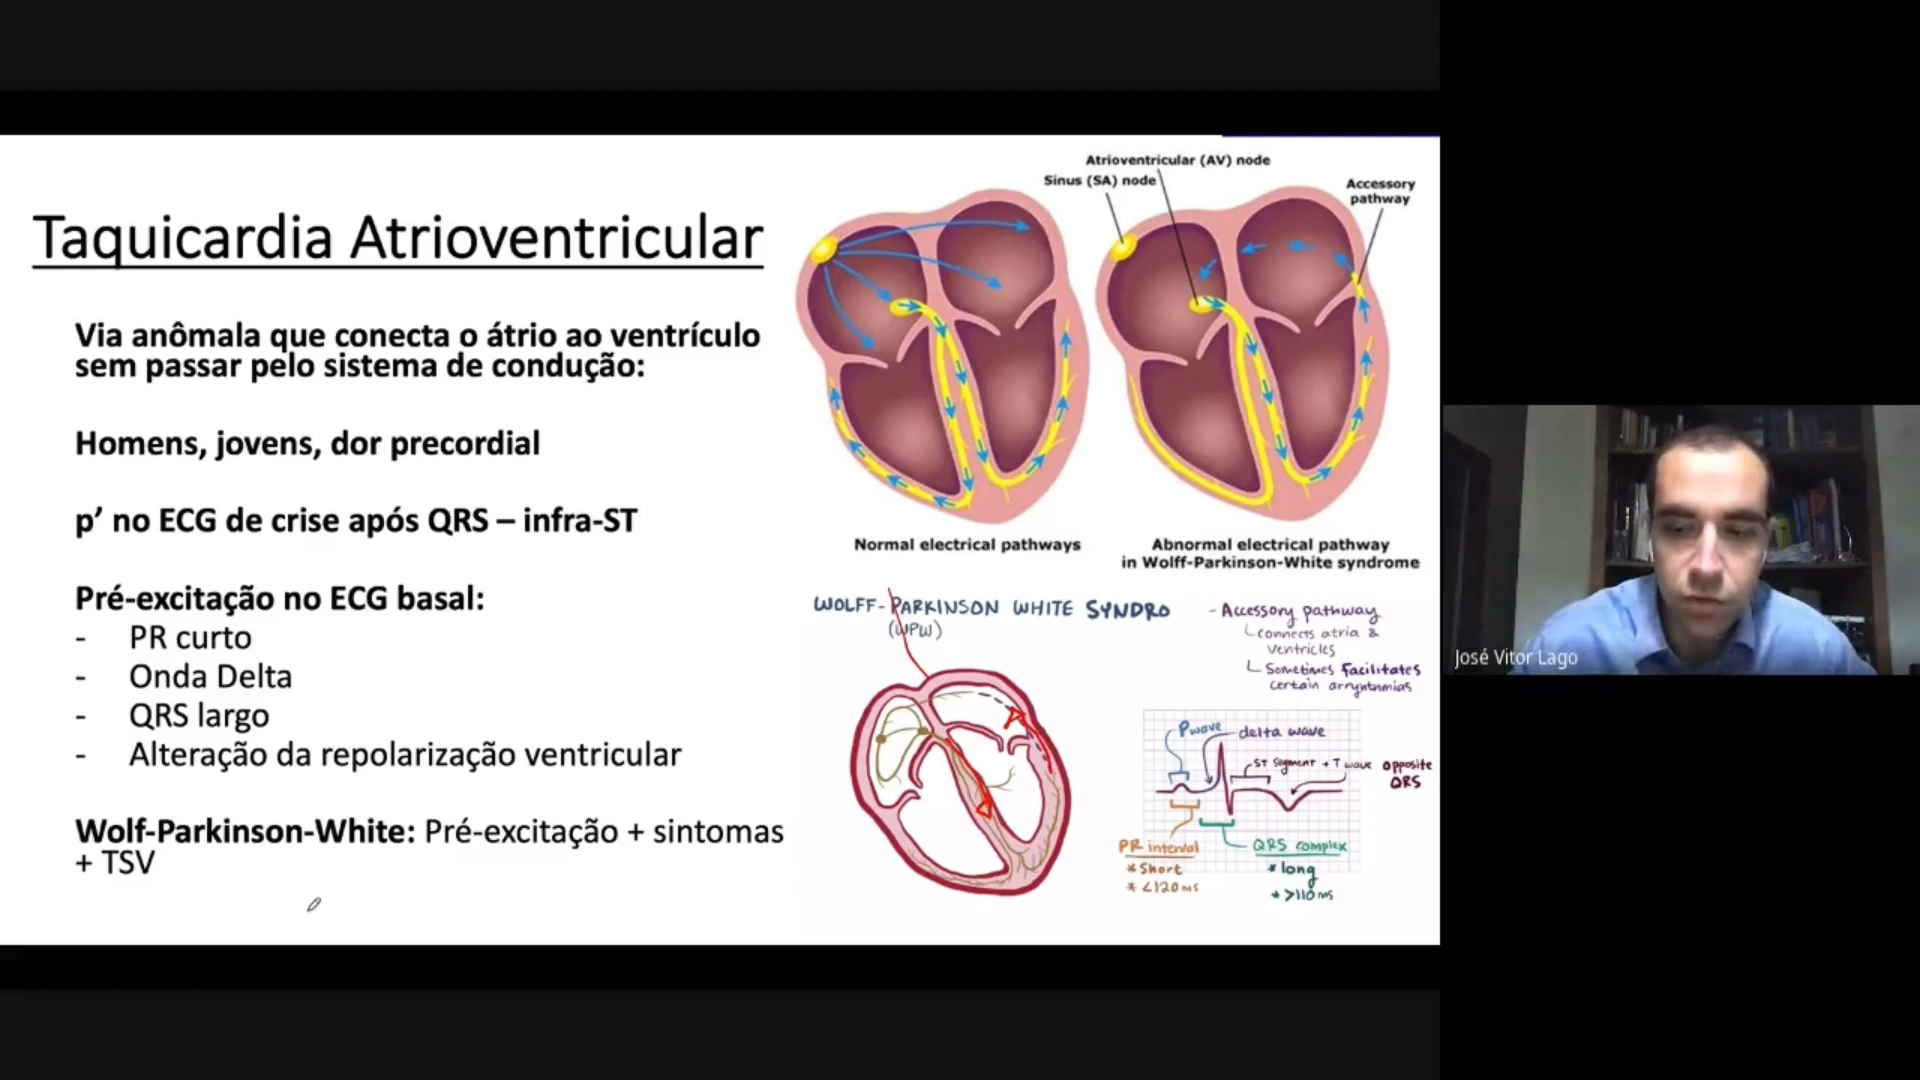 Taquicardia Atrioventricular
Via anômala que conecta o átrio ao ventrículo
sem passar pelo sistema de condução:
Homens, jovens, dor precordial
p’ no ECG de crise após QRS – infra-ST
Pré-excitação no ECG basal:
- PR curto
- Onda Delta
- QRS largo
- Alteração da repolarização ventricular
Wolf-Parkinson-White: Pré-excitação + sintomas
+ TSV
Atrioventricular (AV) node
Sinus (SA) node
Accessory
pathway
Normal electrical pathways
Abnormal electrical pathway
in Wolff-Parkinson-White syndrome
WOLFF-PARKINSON WHITE SYNDRO
(WPW)
- Accessory pathway
connects atria &
ventricles
Sometimes facilitates
certain arryhtnmias
P wave
delta wave
ST segment + T wave opposite
QRS
PR interval
* Short
* <120 ms
QRS complex
* long
* >110 ms
José Vitor Lago